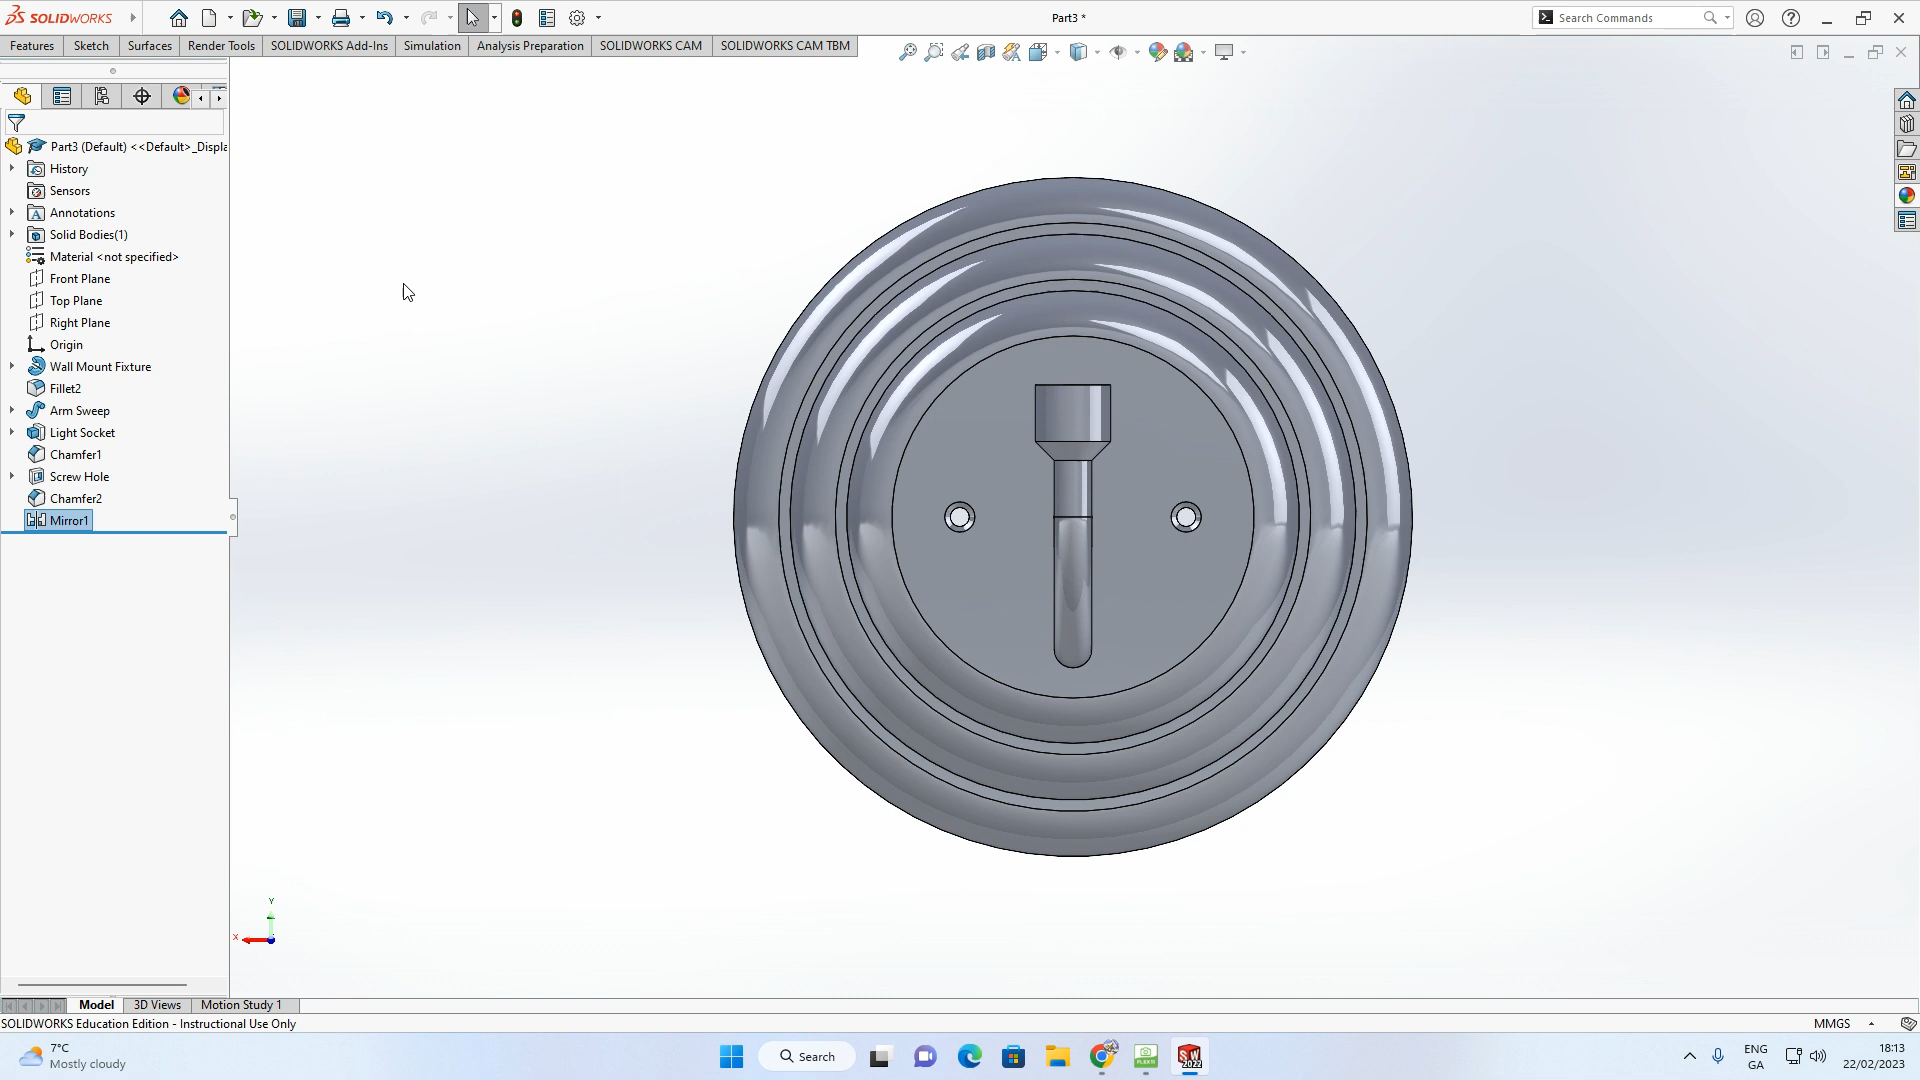 SOLIDWORKS
Part3 *
Search Commands
Features
Sketch
Surfaces
Render Tools
SOLIDWORKS Add-Ins
Simulation
Analysis Preparation
SOLIDWORKS CAM
SOLIDWORKS CAM TBM
Part3 (Default) <<Default>_Displa
History
Sensors
Annotations
Solid Bodies(1)
Material <not specified>
Front Plane
Top Plane
Right Plane
Origin
Wall Mount Fixture
Fillet2
Arm Sweep
Light Socket
Chamfer1
Screw Hole
Chamfer2
Mirror1
Y
X
Model
3D Views
Motion Study 1
SOLIDWORKS Education Edition - Instructional Use Only
MMGS
7°C
Mostly cloudy
Search
SW
2022
ENG
GA
18:13
22/02/2023